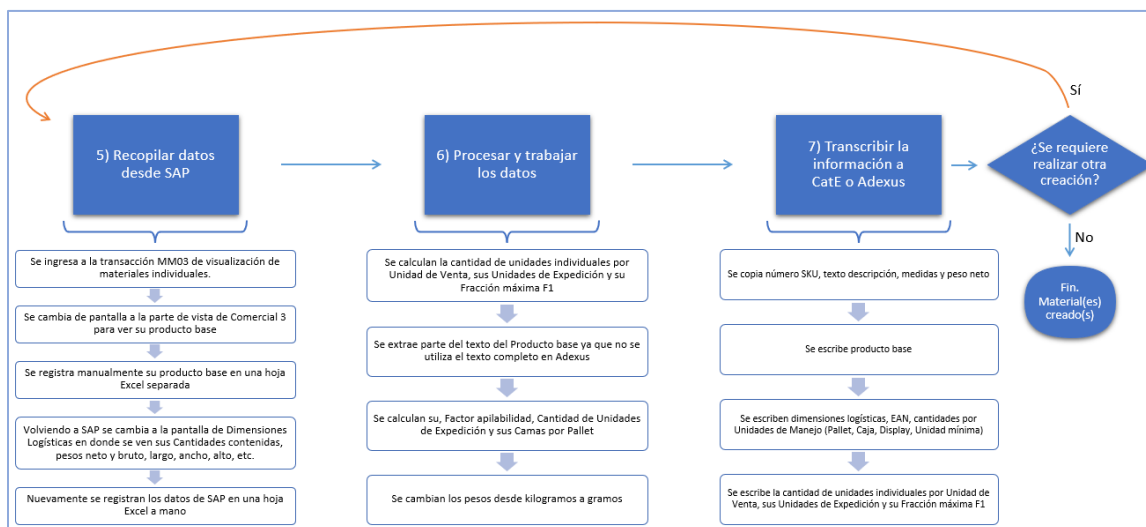 Sí
5) Recopilar datos
desde SAP
6) Procesar y trabajar
los datos
7) Transcribir la
información a
CatE o Adexus
¿Se requiere
realizar otra
creación?
No
Fin.
Material(es)
creado(s)
Se ingresa a la transacción MM03 de visualización de
materiales individuales.
Se cambia de pantalla a la parte de vista de Comercial 3
para ver su producto base
Se registra manualmente su producto base en una hoja
Excel separada
Volviendo a SAP se cambia a la pantalla de Dimensiones
Logísticas en donde se ven sus Cantidades contenidas,
pesos neto y bruto, largo, ancho, alto, etc.
Nuevamente se registran los datos de SAP en una hoja
Excel a mano
Se calculan la cantidad de unidades individuales por
Unidad de Venta, sus Unidades de Expedición y su
Fracción máxima F1
Se extrae parte del texto del Producto base ya que no se
utiliza el texto completo en Adexus
Se calculan su, Factor apilabilidad, Cantidad de Unidades
de Expedición y sus Camas por Pallet
Se cambian los pesos desde kilogramos a gramos
Se copia número SKU, texto descripción, medidas y peso neto
Se escribe producto base
Se escriben dimensiones logísticas, EAN, cantidades por
Unidades de Manejo (Pallet, Caja, Display, Unidad mínima)
Se escribe la cantidad de unidades individuales por Unidad de
Venta, sus Unidades de Expedición y su Fracción máxima F1